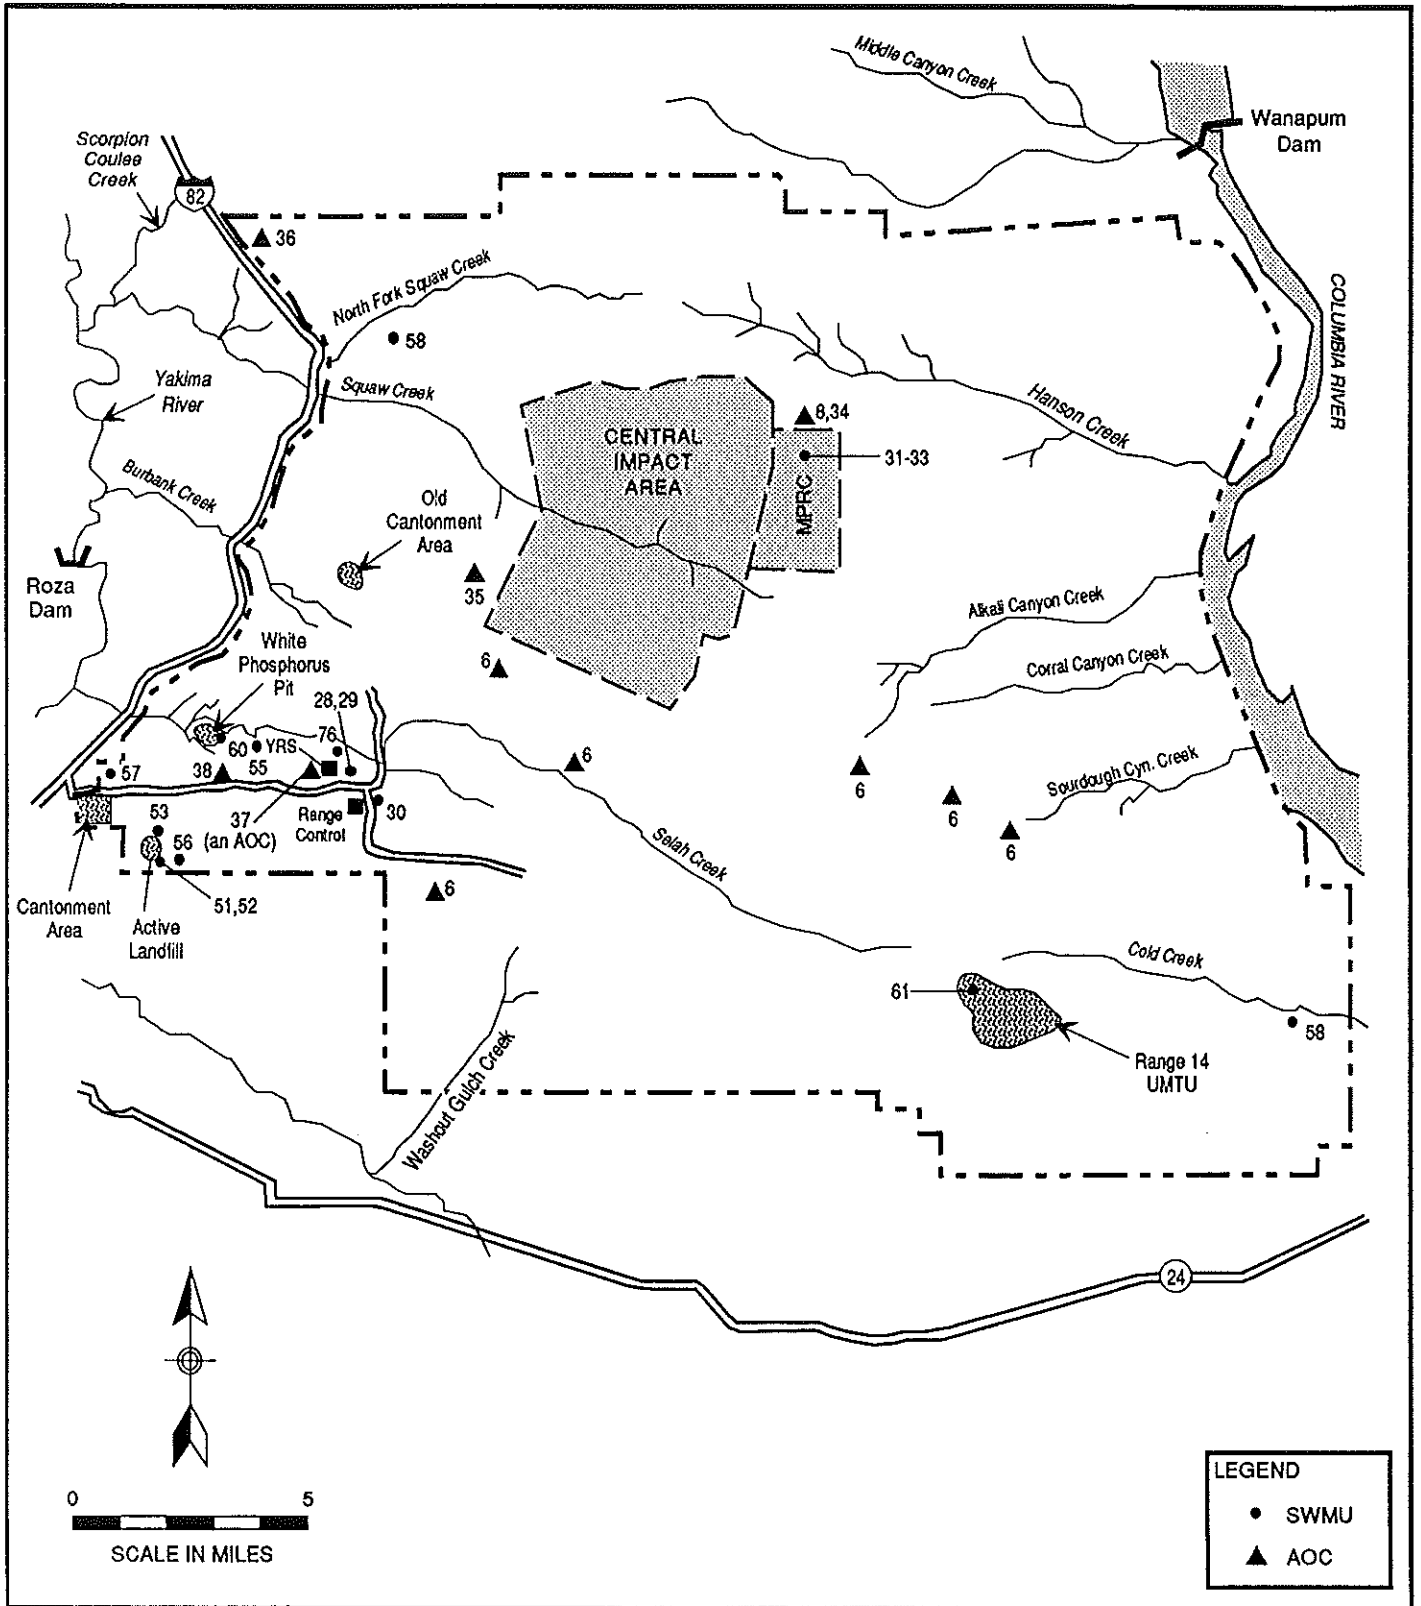 Middle Canyon Creek
Wanapum
Dam
Scorpion
Coulee
Creek
82
36
North Fork Squaw Creek
58
COLUMBIA RIVER
Yakima
River
Squaw Creek
Hanson Creek
8,34
CENTRAL
IMPACT
AREA
31-33
MPRC
Burbank Creek
Old
Cantonment
Area
Roza
Dam
35
Alkali Canyon Creek
White
Phosphorus
Pit
6
Corral Canyon Creek
28,29
60
YRS
76
55
57
38
6
6
Sourdough Cyn. Creek
6
6
53
37
(an AOC)
Range
Control
30
56
Selah Creek
51,52
6
Cantonment
Area
Active
Landfill
Cold Creek
61
58
Range 14
UMTU
Washout Gulch Creek
24
0
5
SCALE IN MILES
LEGEND
SWMU
AOC